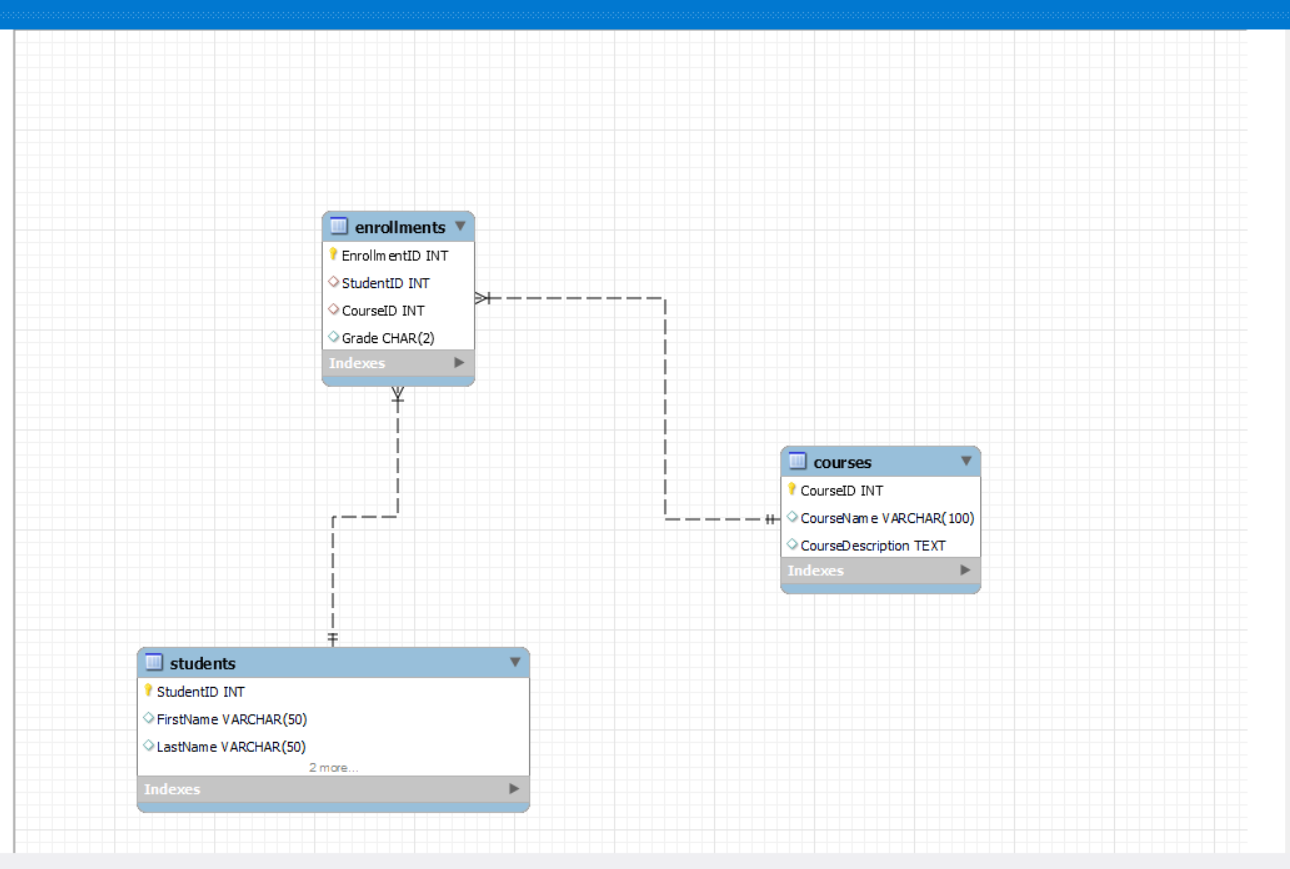 enrollments
EnrollmentID INT
StudentID INT
CourseID INT
Grade CHAR(2)
Indexes
courses
CourseID INT
CourseName VARCHAR(100)
CourseDescription TEXT
Indexes
students
StudentID INT
FirstName VARCHAR(50)
LastName VARCHAR(50)
2 more...
Indexes